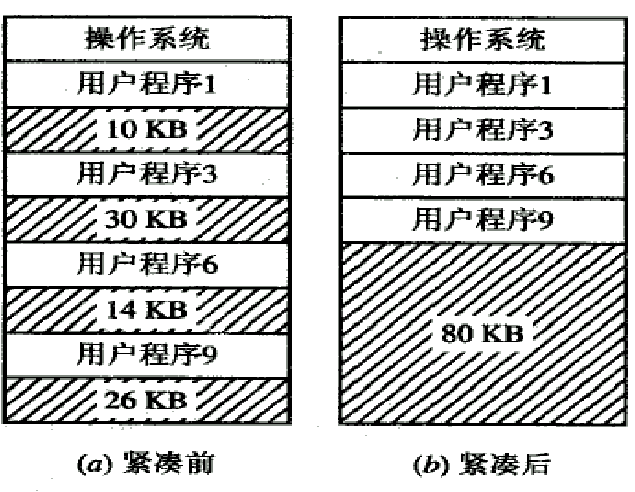 操作系统
用户程序1
10 KB
用户程序3
30 KB
用户程序6
14 KB
用户程序9
26 KB
(a) 紧凑前
操作系统
用户程序1
用户程序3
用户程序6
用户程序9
80 KB
(b) 紧凑后